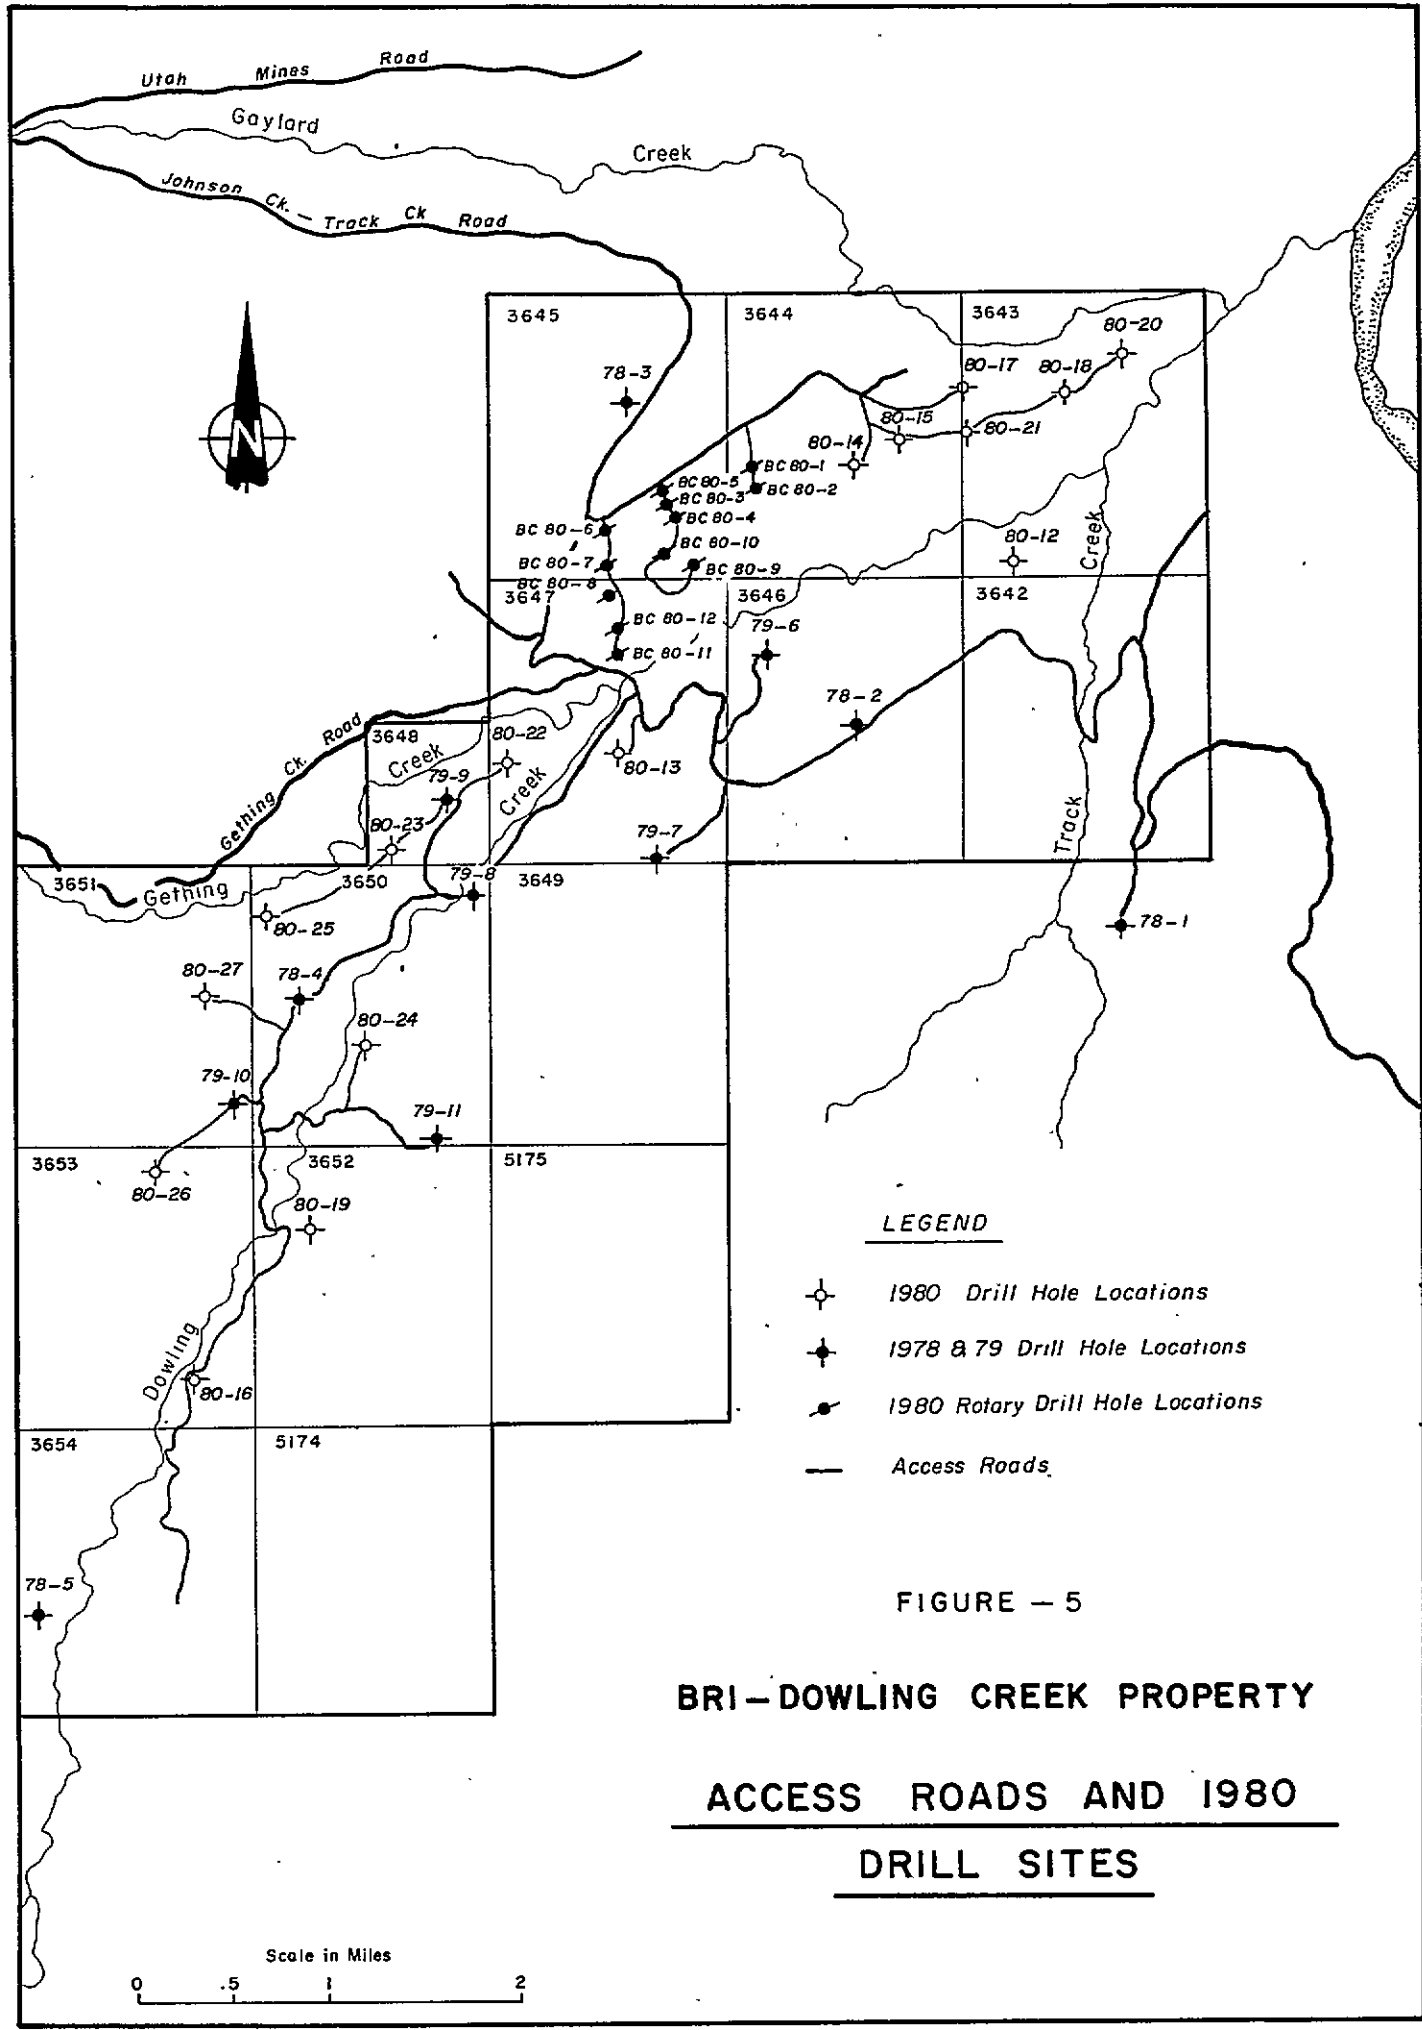 Utah Mines Road
Gaylard
Creek
Johnson Ck. – Track Ck Road
N
3645
3644
3643
80-20
78-3
80-17
80-18
80-15
80-21
80-14
BC 80-1
BC 80-5
BC 80-2
BC 80-3
BC 80-4
BC 80-6
BC 80-10
80-12
Creek
BC 80-7
BC 80-9
BC 80-8
3647
3646
3642
BC 80-12
79-6
BC 80-11
78-2
Gething Ck. Road
3648
80-22
Creek
79-9
80-13
Creek
80-23
79-7
Track
3651
3650
79-8
3649
Gething
80-25
78-1
80-27
78-4
80-24
79-10
79-11
3653
3652
5175
80-26
80-19
LEGEND
1980 Drill Hole Locations
1978 & 79 Drill Hole Locations
1980 Rotary Drill Hole Locations
Access Roads
Dowling
80-16
3654
5174
78-5
FIGURE – 5
BRI – DOWLING CREEK PROPERTY
ACCESS ROADS AND 1980
DRILL SITES
Scale in Miles
0 .5 1 2